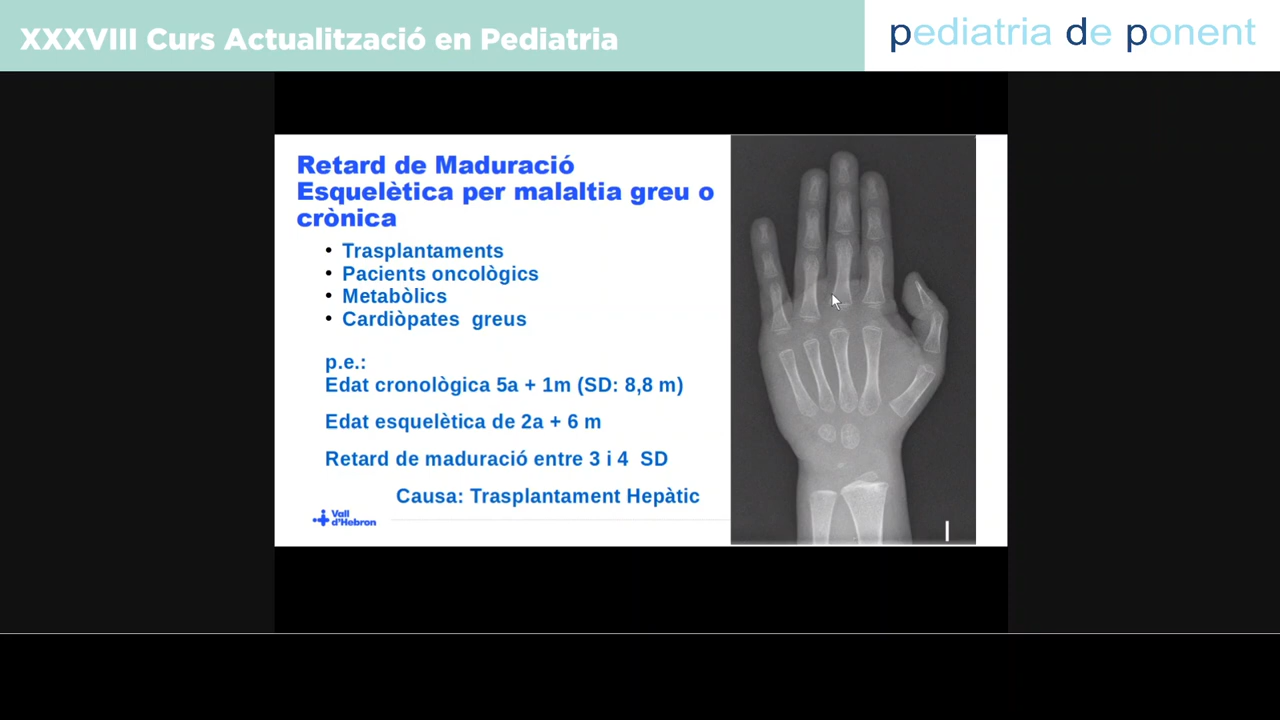 XXXVIII Curs Actualització en Pediatria
pediatria de ponent
Retard de Maduració
Esquelètica per malaltia greu o
crònica
• Trasplantaments
• Pacients oncològics
• Metabòlics
• Cardiòpates greus
p.e.:
Edat cronològica 5a + 1m (SD: 8,8 m)
Edat esquelètica de 2a + 6 m
Retard de maduració entre 3 i 4 SD
Causa: Trasplantament Hepàtic
Vall
d'Hebron